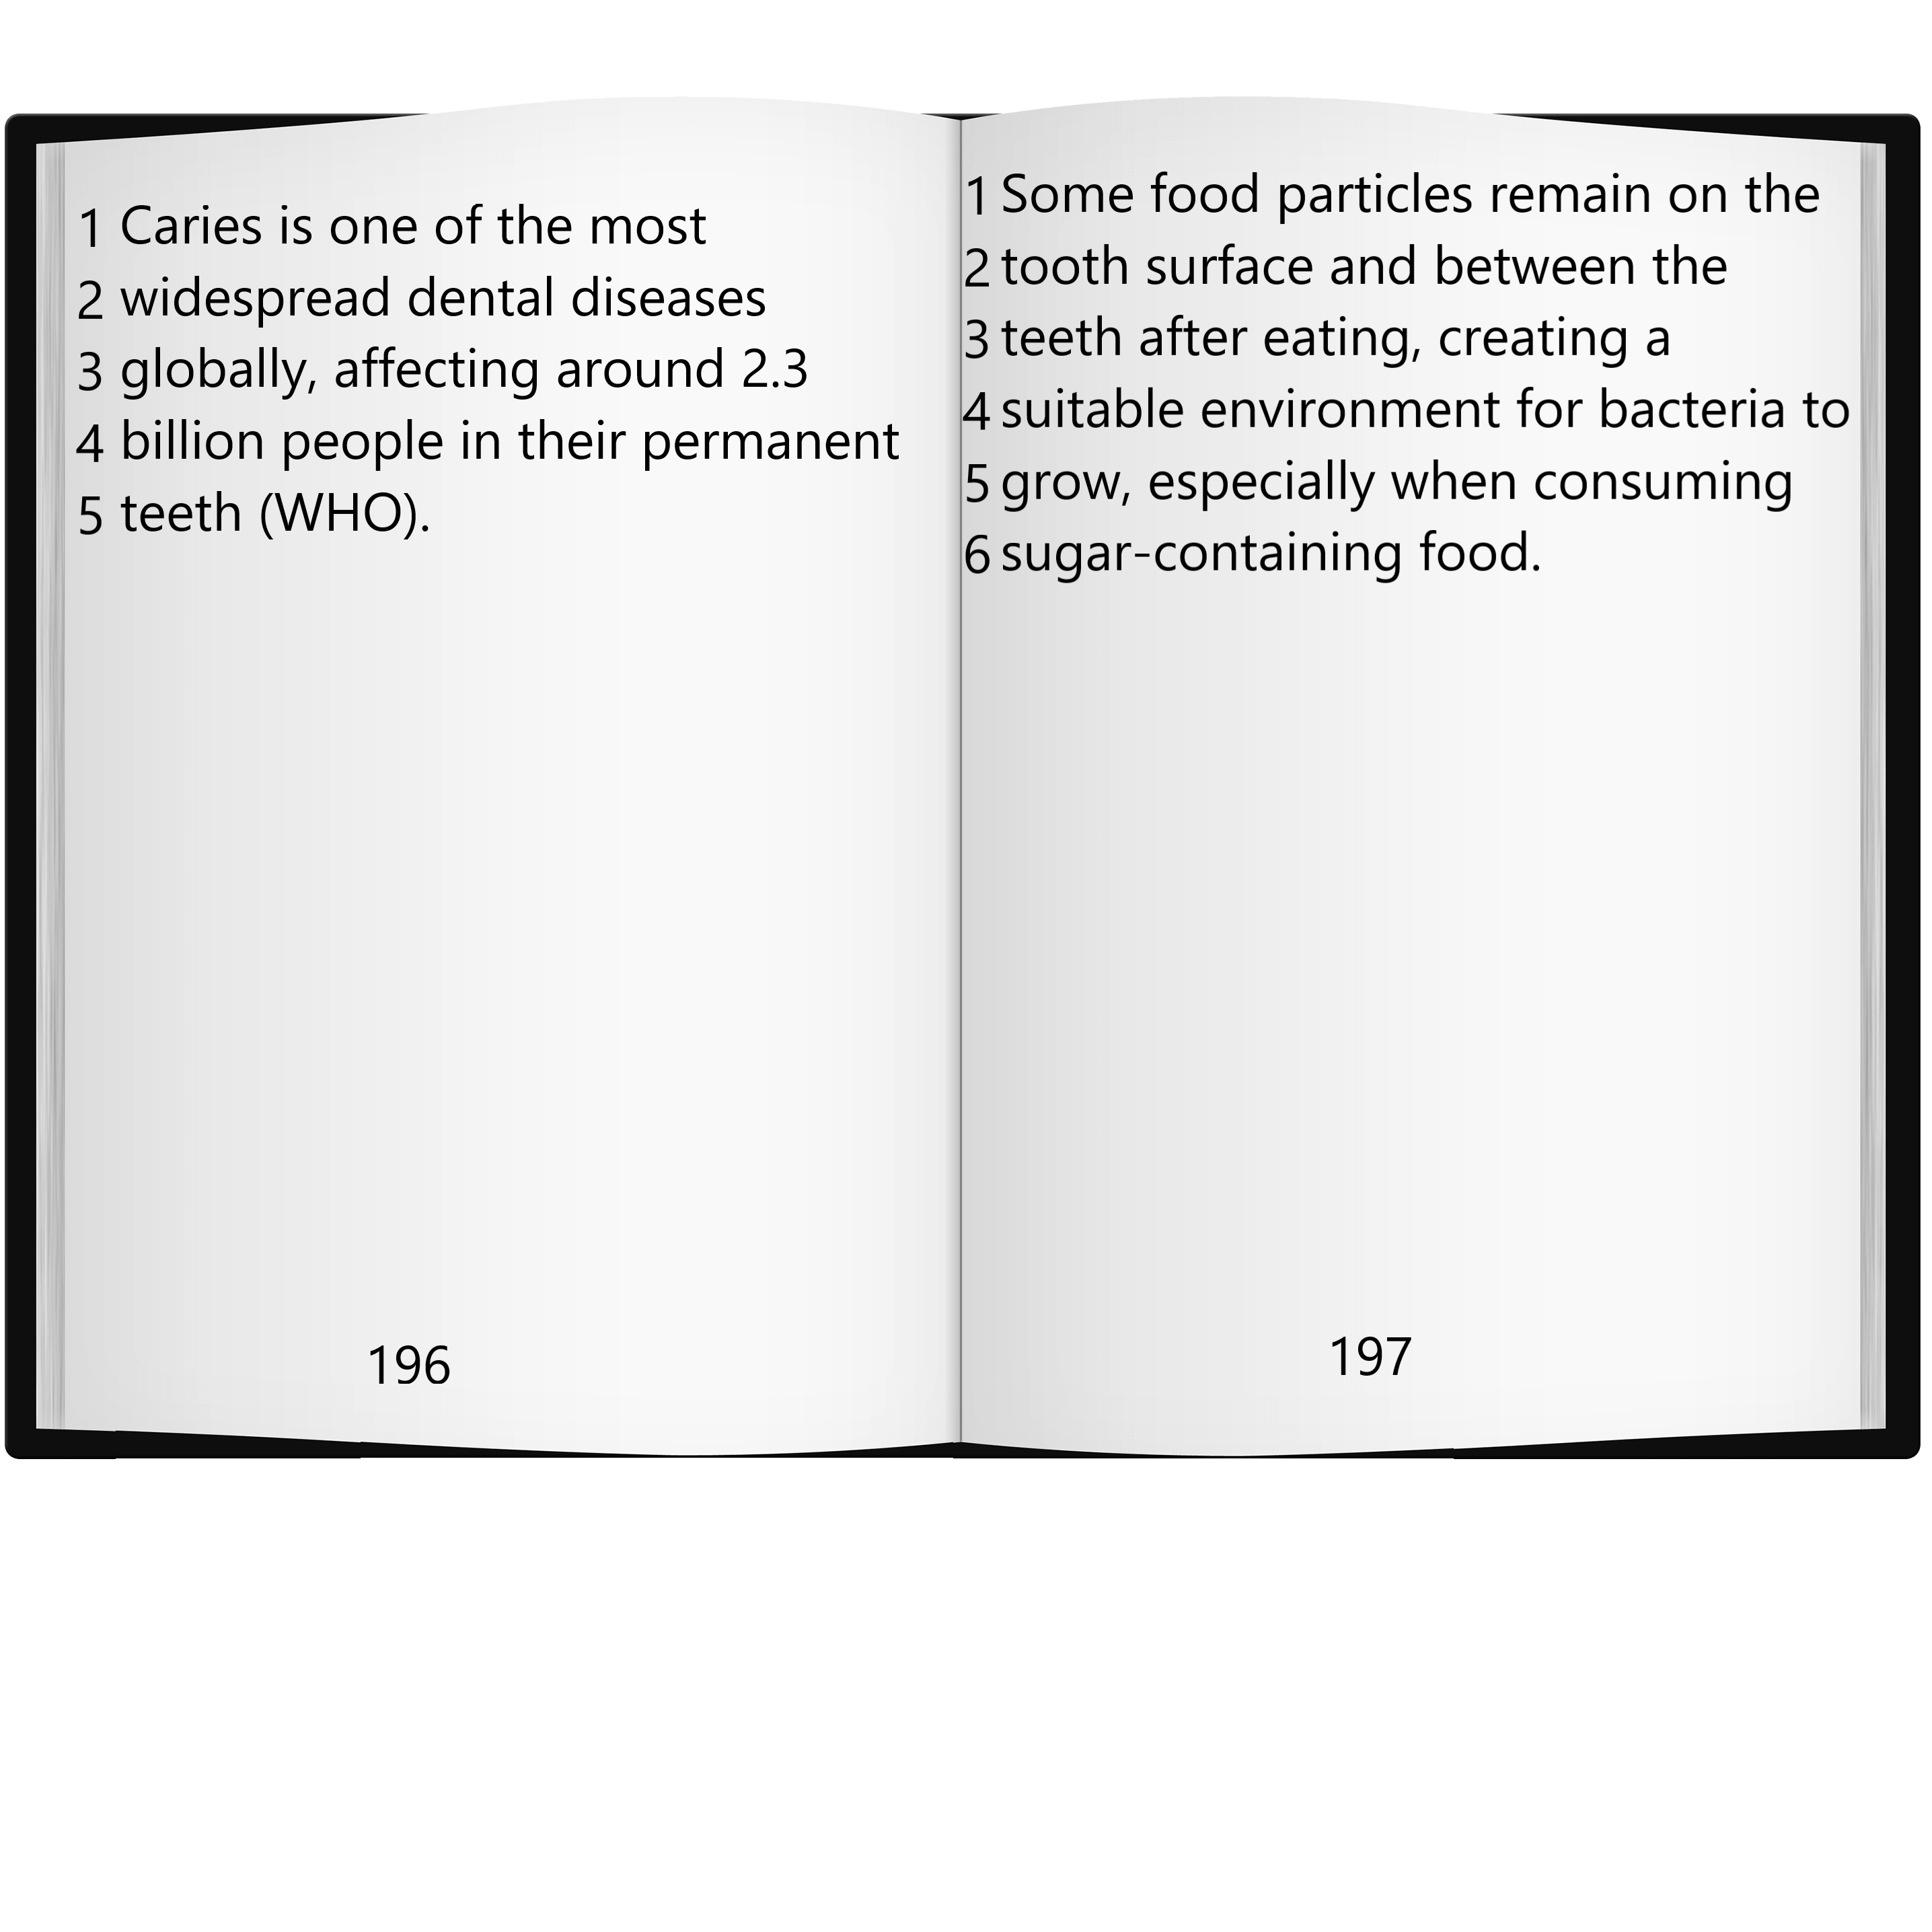 1 Caries is one of the most
2 widespread dental diseases
3 globally, affecting around 2.3
4 billion people in their permanent
5 teeth (WHO).
196
1 Some food particles remain on the
2 tooth surface and between the
3 teeth after eating, creating a
4 suitable environment for bacteria to
5 grow, especially when consuming
6 sugar-containing food.
197